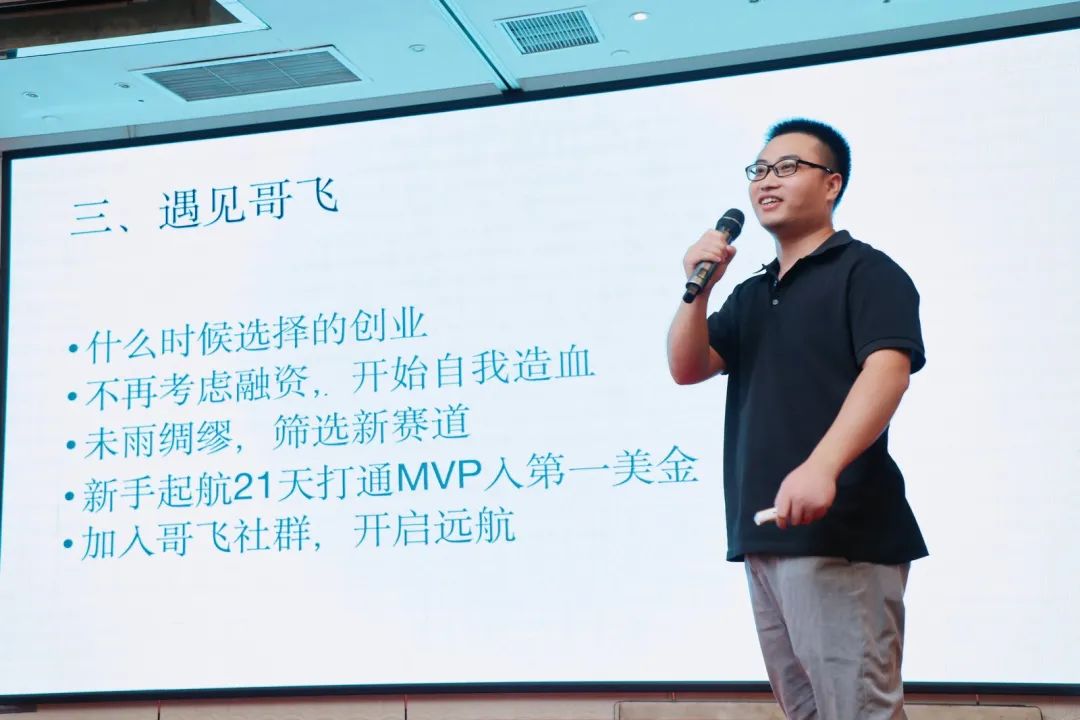 三、遇见哥飞
• 什么时候选择的创业
• 不再考虑融资，. 开始自我造血
• 未雨绸缪，筛选新赛道
• 新手起航21天打通MVP入第一美金
• 加入哥飞社群，开启远航